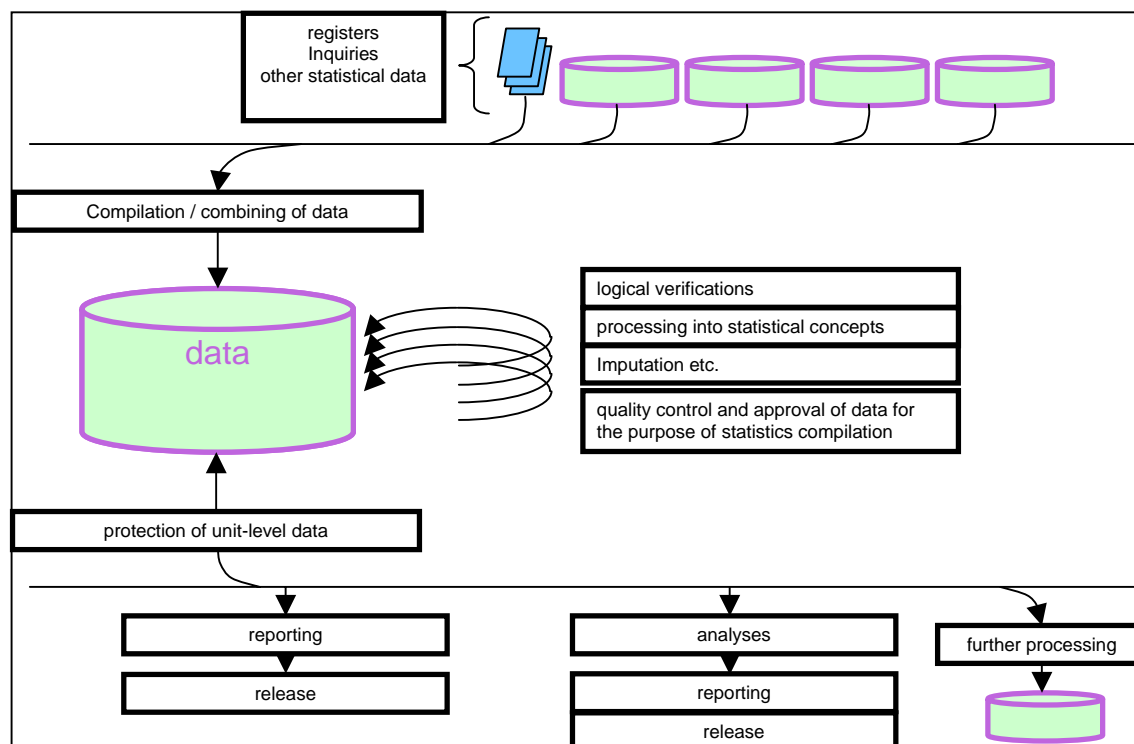 registers
Inquiries
other statistical data
Compilation / combining of data
data
logical verifications
processing into statistical concepts
Imputation etc.
quality control and approval of data for
the purpose of statistics compilation
protection of unit-level data
reporting
release
analyses
reporting
release
further processing